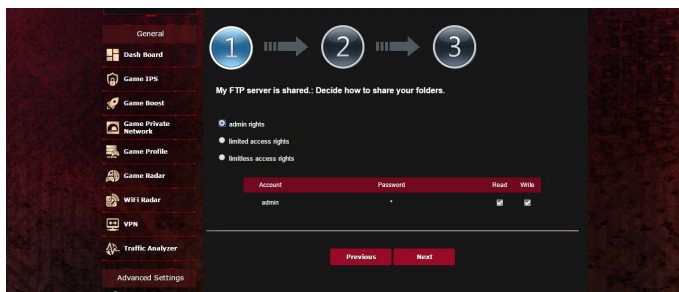 General
Dash Board
Game IPS
Game Boost
Game Private
Network
Game Profile
Game Radar
WiFi Radar
VPN
Traffic Analyzer
Advanced Settings
1
2
3
My FTP server is shared.: Decide how to share your folders.
admin rights
limited access rights
limitless access rights
Account Password Read Write
admin *
Previous Next